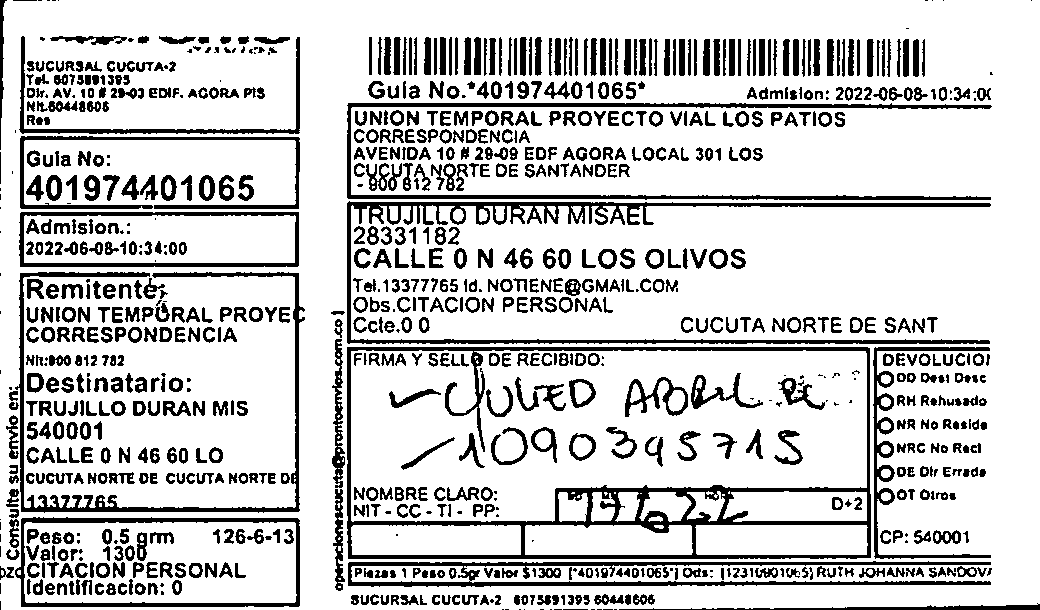 SUCURSAL CUCUTA-2
Tel. 6075891395
Dir. AV. 10 # 29-03 EDIF. AGORA PIS
Nit.60448606
Res
Guia No:
401974401065
Admision.:
2022-06-08-10:34:00
Remitente:
UNION TEMPORAL PROYEC
CORRESPONDENCIA
Nit:900 812 782
Destinatario:
TRUJILLO DURAN MIS
540001
CALLE 0 N 46 60 LO
CUCUTA NORTE DE CUCUTA NORTE DE
13377765
Peso: 0.5 grm 126-6-13
Valor: 1300
CITACION PERSONAL
Identificacion: 0
Consulte su envio en:
Guia No.*401974401065*
Admision: 2022-06-08-10:34:00
UNION TEMPORAL PROYECTO VIAL LOS PATIOS
CORRESPONDENCIA
AVENIDA 10 # 29-09 EDF AGORA LOCAL 301 LOS
CUCUTA NORTE DE SANTANDER
- 900 812 782
TRUJILLO DURAN MISAEL
28331182
CALLE 0 N 46 60 LOS OLIVOS
Tel.13377765 Id. NOTIENE@GMAIL.COM
Obs.CITACION PERSONAL
Ccte.0 0 CUCUTA NORTE DE SANT
operacionescucuta@prontoenvios.com.co
FIRMA Y SELLO DE RECIBIDO:
1090395715
NOMBRE CLARO:
NIT - CC - TI - PP:
D+2
DEVOLUCIO
DD Dest Desc
RH Rehusado
NR No Reside
NRC No Recl
DE Dir Errada
OT Otros
CP: 540001
Piezas 1 Peso 0.5gr Valor $1300 [*401974401065*] Ods: [12310901065] RUTH JOHANNA SANDOVA
SUCURSAL CUCUTA-2 6075891395 60448606